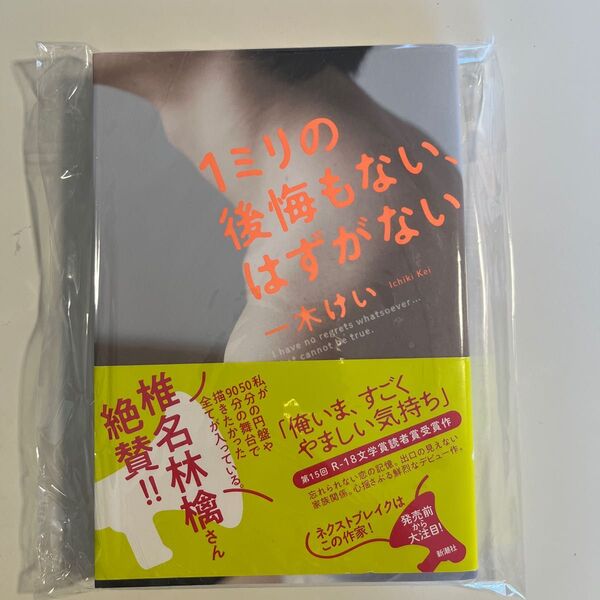 1ミリの
後悔もない、
はずがない
一木けい
Ichiki Kei
I have no regrets whatsoever...
t cannot be true.
私が
50分の円盤や
90分の舞台で
描きたかった
全てが入っている。
椎名林檎さん
絶賛!!
「俺いま、すごく
やましい気持ち」
第15回 R-18文学賞読者賞受賞作
忘れられない恋の記憶、出口の見えない
家族関係。心揺さぶる鮮烈なデビュー作。
ネクストブレイクは
この作家!
発売前
から
大注目!
新潮社